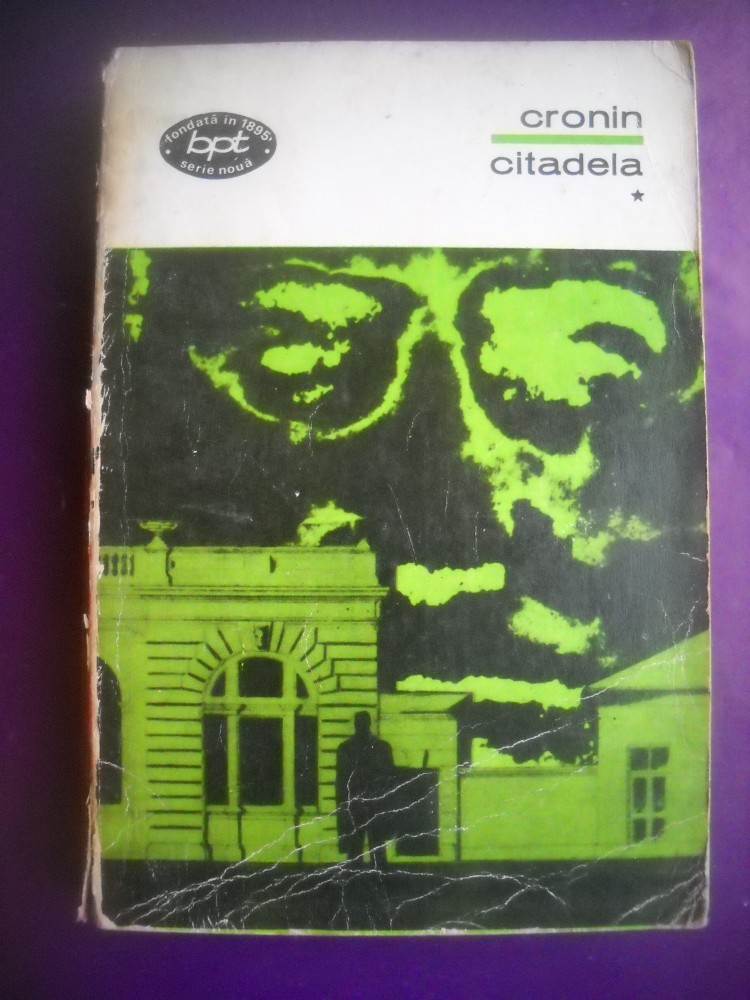 fondată în 1895
bpt
serie nouă
cronin
citadela
*